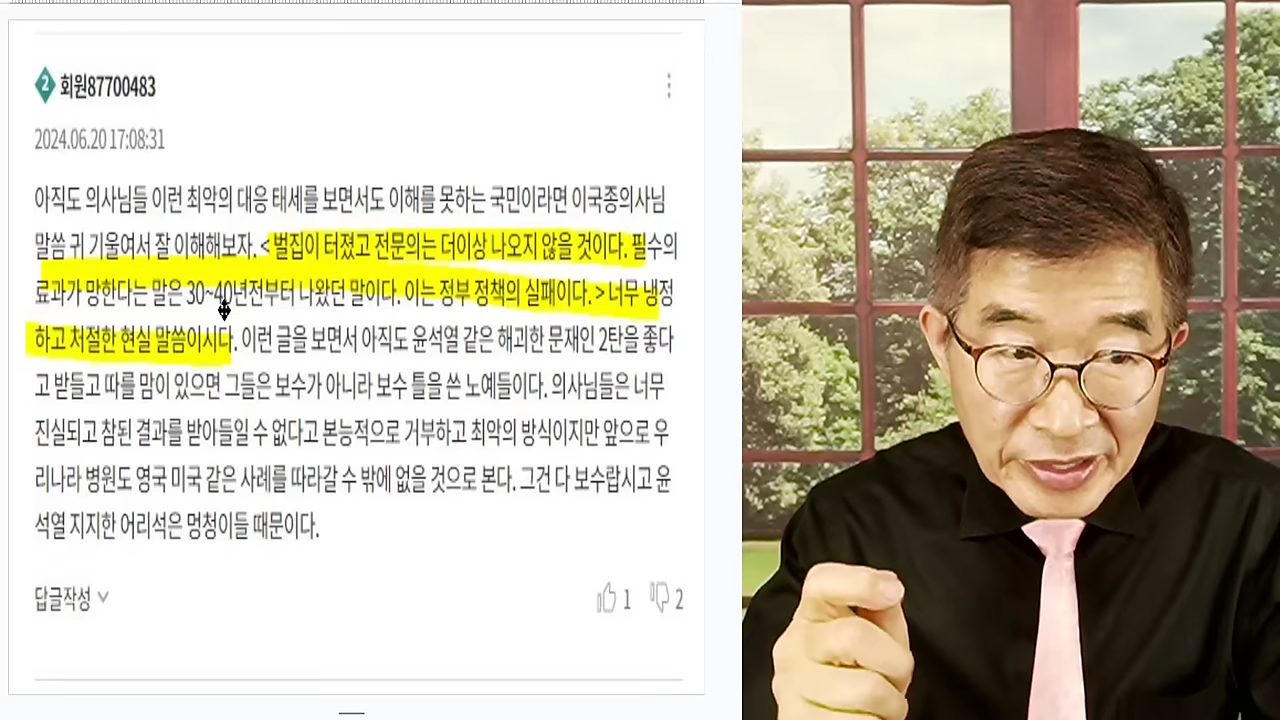 2 회원87700483
2024.06.20 17:08:31
아직도 의사님들 이런 최악의 대응 태세를 보면서도 이해를 못하는 국민이라면 이국종의사님
말씀 귀 기울여서 잘 이해해보자. < 벌집이 터졌고 전문의는 더이상 나오지 않을 것이다. 필수의
료과가 망한다는 말은 30~40년전부터 나왔던 말이다. 이는 정부 정책의 실패이다. > 너무 냉정
하고 처절한 현실 말씀이시다. 이런 글을 보면서 아직도 윤석열 같은 해괴한 문재인 2탄을 좋다
고 받들고 따를 맘이 있으면 그들은 보수가 아니라 보수 틀을 쓴 노예들이다. 의사님들은 너무
진실되고 참된 결과를 받아들일 수 없다고 본능적으로 거부하고 최악의 방식이지만 앞으로 우
리나라 병원도 영국 미국 같은 사례를 따라갈 수 밖에 없을 것으로 본다. 그건 다 보수랍시고 윤
석열 지지한 어리석은 멍청이들 때문이다.
답글작성
1 2